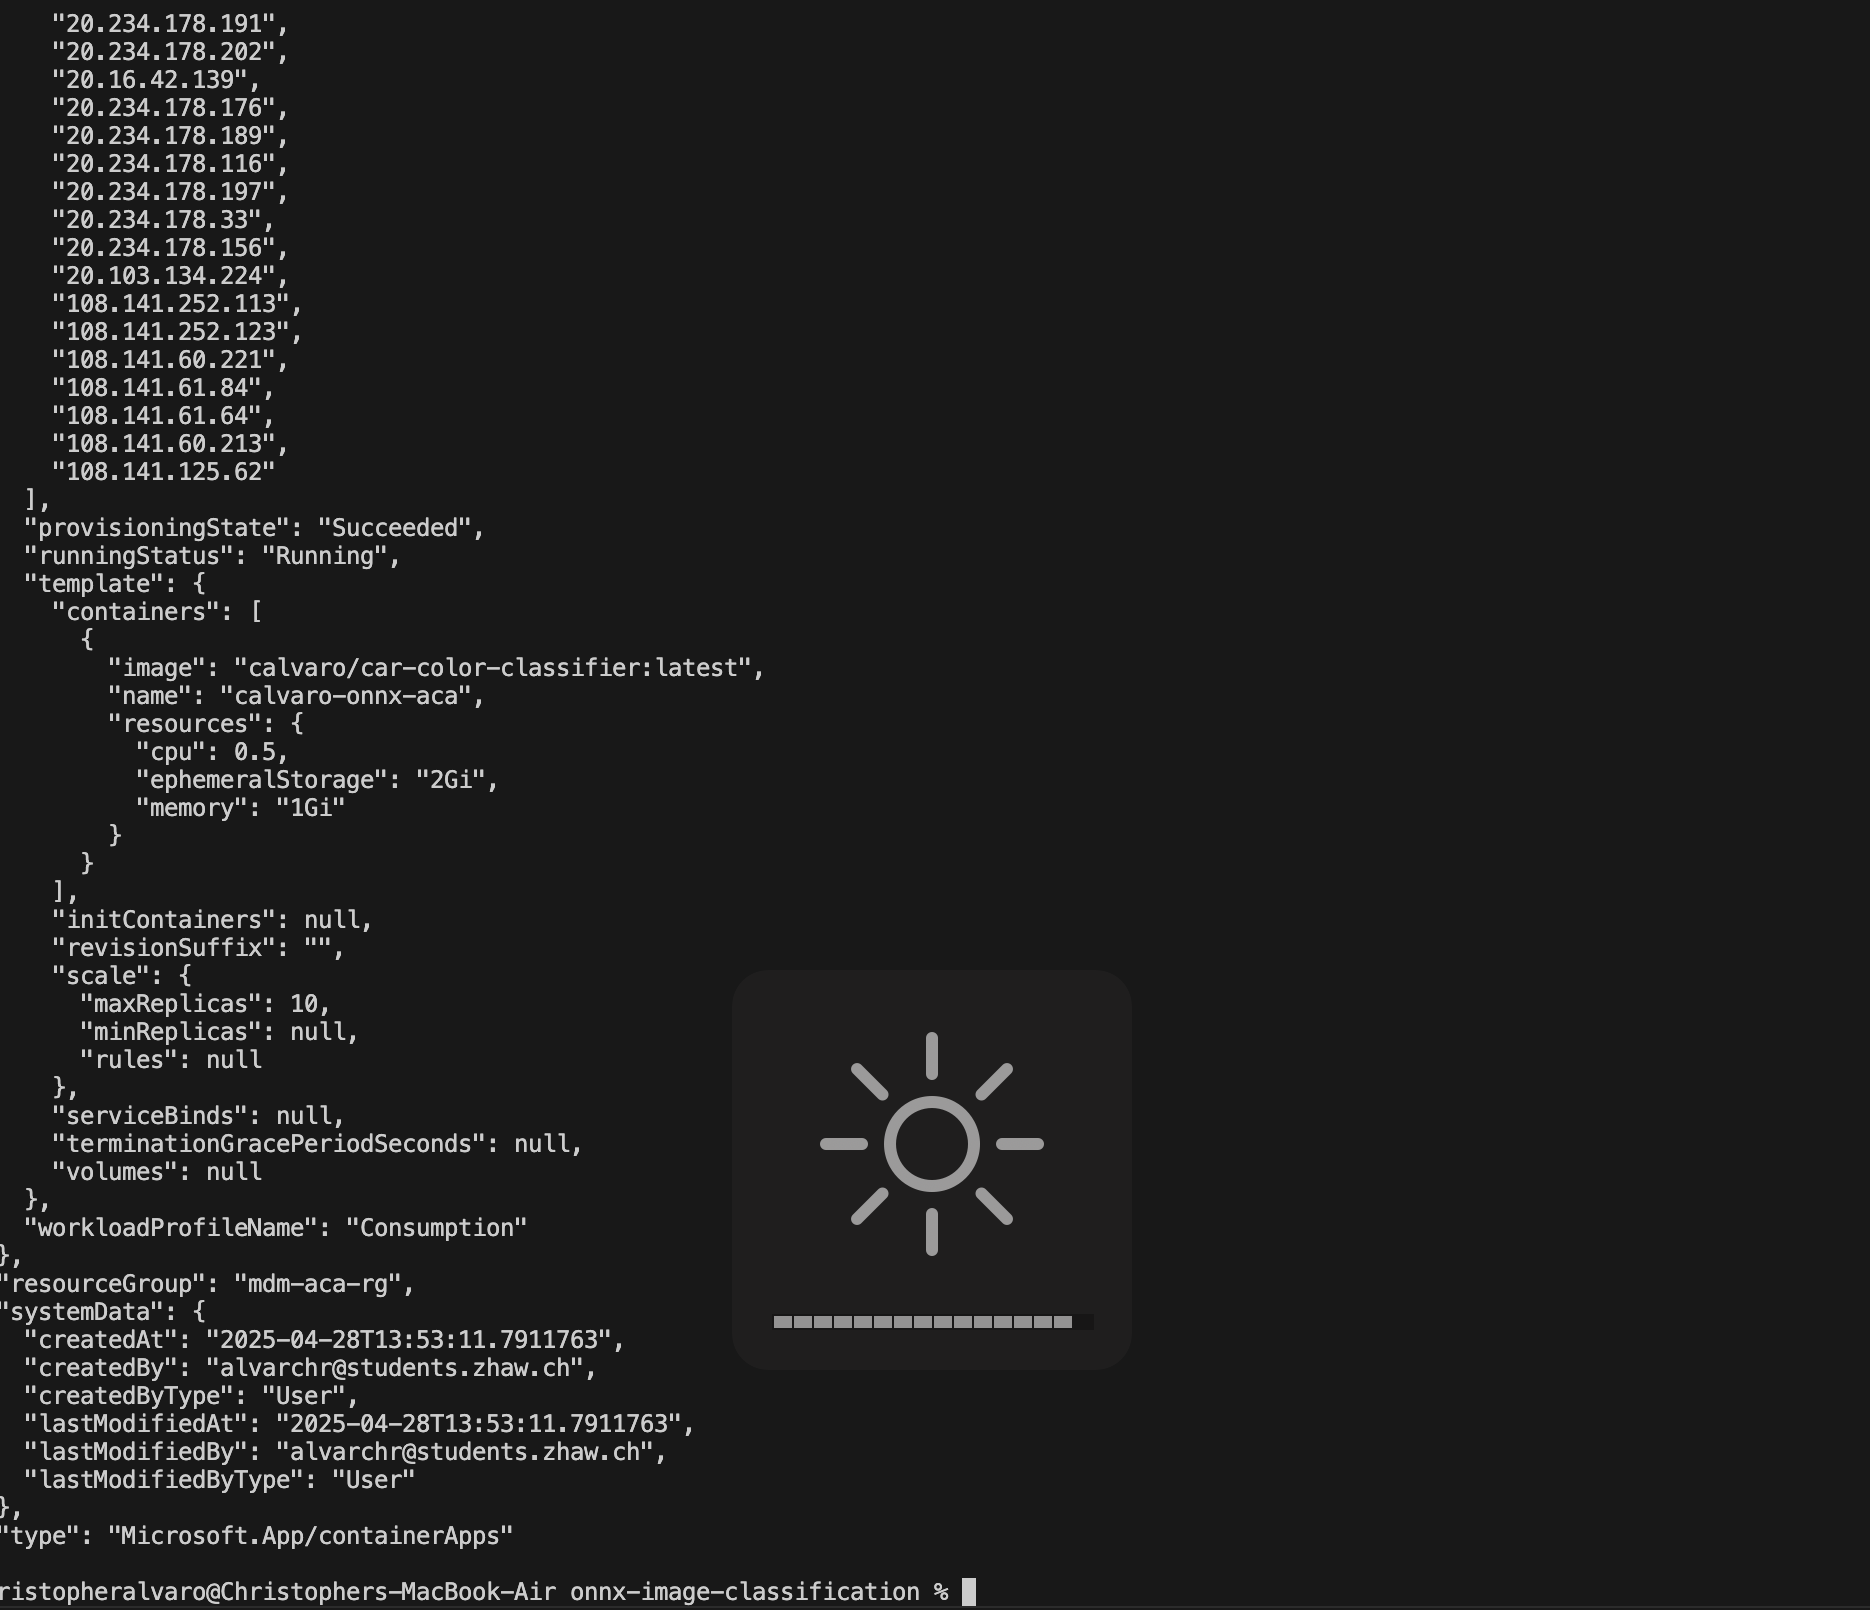 "20.234.178.191",
"20.234.178.202",
"20.16.42.139",
"20.234.178.176",
"20.234.178.189",
"20.234.178.116",
"20.234.178.197",
"20.234.178.33",
"20.234.178.156",
"20.103.134.224",
"108.141.252.113",
"108.141.252.123",
"108.141.60.221",
"108.141.61.84",
"108.141.61.64",
"108.141.60.213",
"108.141.125.62"
],
"provisioningState": "Succeeded",
"runningStatus": "Running",
"template": {
"containers": [
{
"image": "calvaro/car-color-classifier:latest",
"name": "calvaro-onnx-aca",
"resources": {
"cpu": 0.5,
"ephemeralStorage": "2Gi",
"memory": "1Gi"
}
}
],
"initContainers": null,
"revisionSuffix": "",
"scale": {
"maxReplicas": 10,
"minReplicas": null,
"rules": null
},
"serviceBinds": null,
"terminationGracePeriodSeconds": null,
"volumes": null
},
"workloadProfileName": "Consumption"
},
"resourceGroup": "mdm-aca-rg",
"systemData": {
"createdAt": "2025-04-28T13:53:11.7911763",
"createdBy": "alvarchr@students.zhaw.ch",
"createdByType": "User",
"lastModifiedAt": "2025-04-28T13:53:11.7911763",
"lastModifiedBy": "alvarchr@students.zhaw.ch",
"lastModifiedByType": "User"
},
"type": "Microsoft.App/containerApps"
ristopheralvaro@Christophers-MacBook-Air onnx-image-classification %